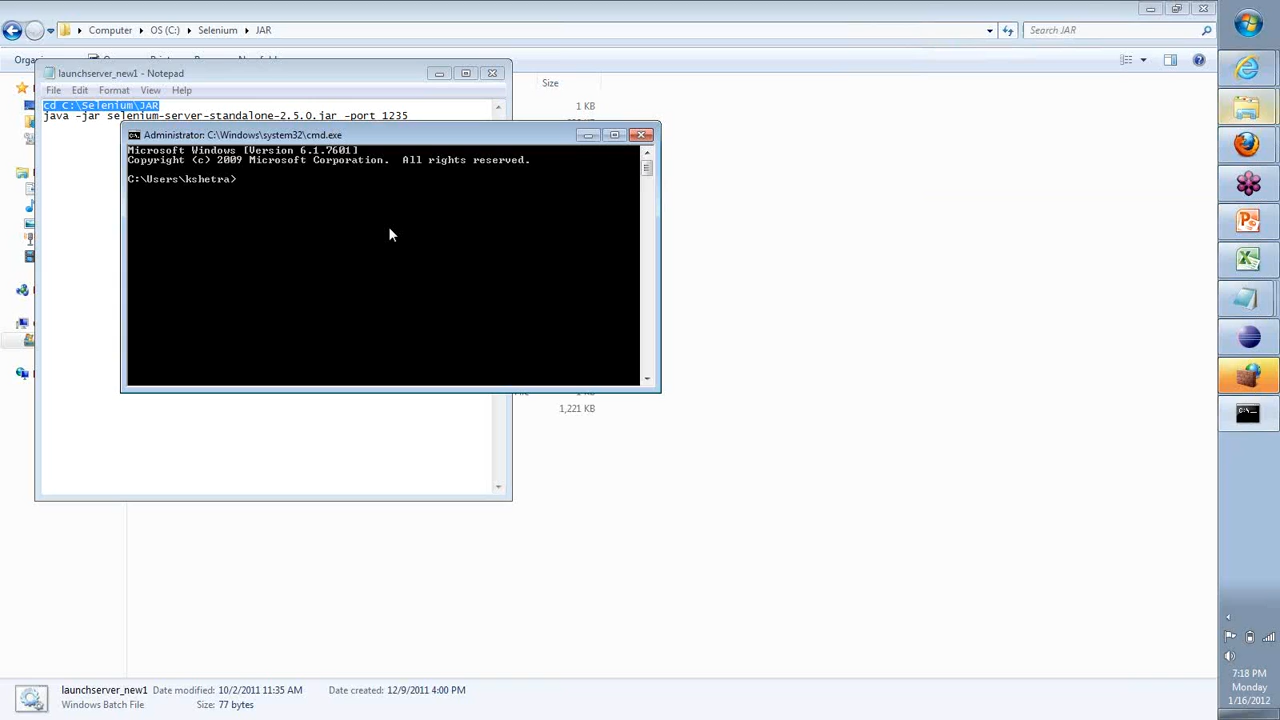 Computer
OS (C:)
Selenium
JAR
Search JAR
launchserver_new1 - Notepad
Size
File Edit Format View Help
cd C:\Selenium\JAR
1 KB
java -jar selenium-server-standalone-2.5.0.jar -port 1235
Administrator: C:\Windows\system32\cmd.exe
Microsoft Windows [Version 6.1.7601]
Copyright (c) 2009 Microsoft Corporation. All rights reserved.
C:\Users\kshetra>
1,221 KB
7:18 PM
Monday
1/16/2012
launchserver_new1 Date modified: 10/2/2011 11:35 AM Date created: 12/9/2011 4:00 PM
Windows Batch File Size: 77 bytes